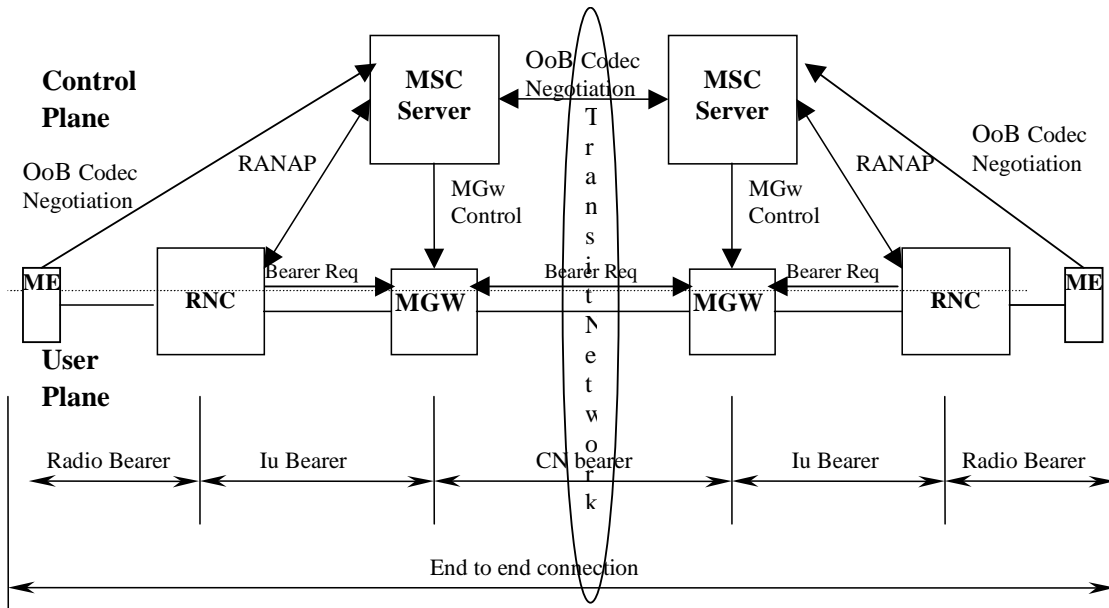 Control
Plane
MSC
Server
OoB Codec
Negotiation
MSC
Server
OoB Codec
Negotiation
RANAP
MGw
Control
Transit Network
MGw
Control
RANAP
OoB Codec
Negotiation
ME
RNC
Bearer Req
MGW
Bearer Req
MGW
Bearer Req
RNC
ME
User
Plane
Radio Bearer
Iu Bearer
CN bearer
Iu Bearer
Radio Bearer
End to end connection